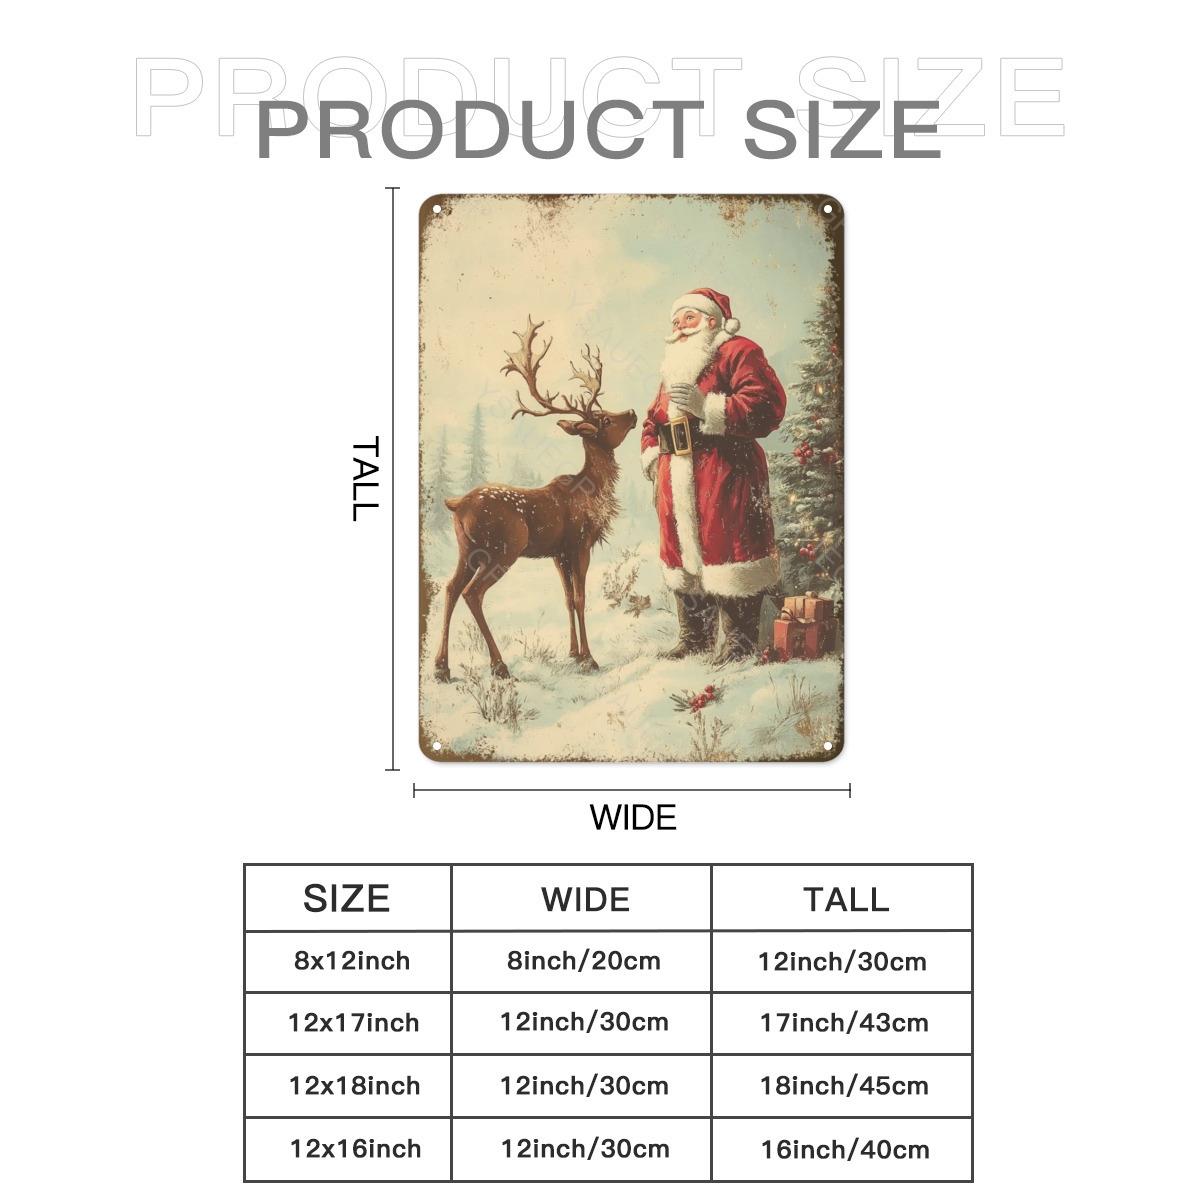 PRODUCT SIZE
PRODUCT SIZE
TALL
WIDE
SIZE WIDE TALL
8x12inch 8inch/20cm 12inch/30cm
12x17inch 12inch/30cm 17inch/43cm
12x18inch 12inch/30cm 18inch/45cm
12x16inch 12inch/30cm 16inch/40cm